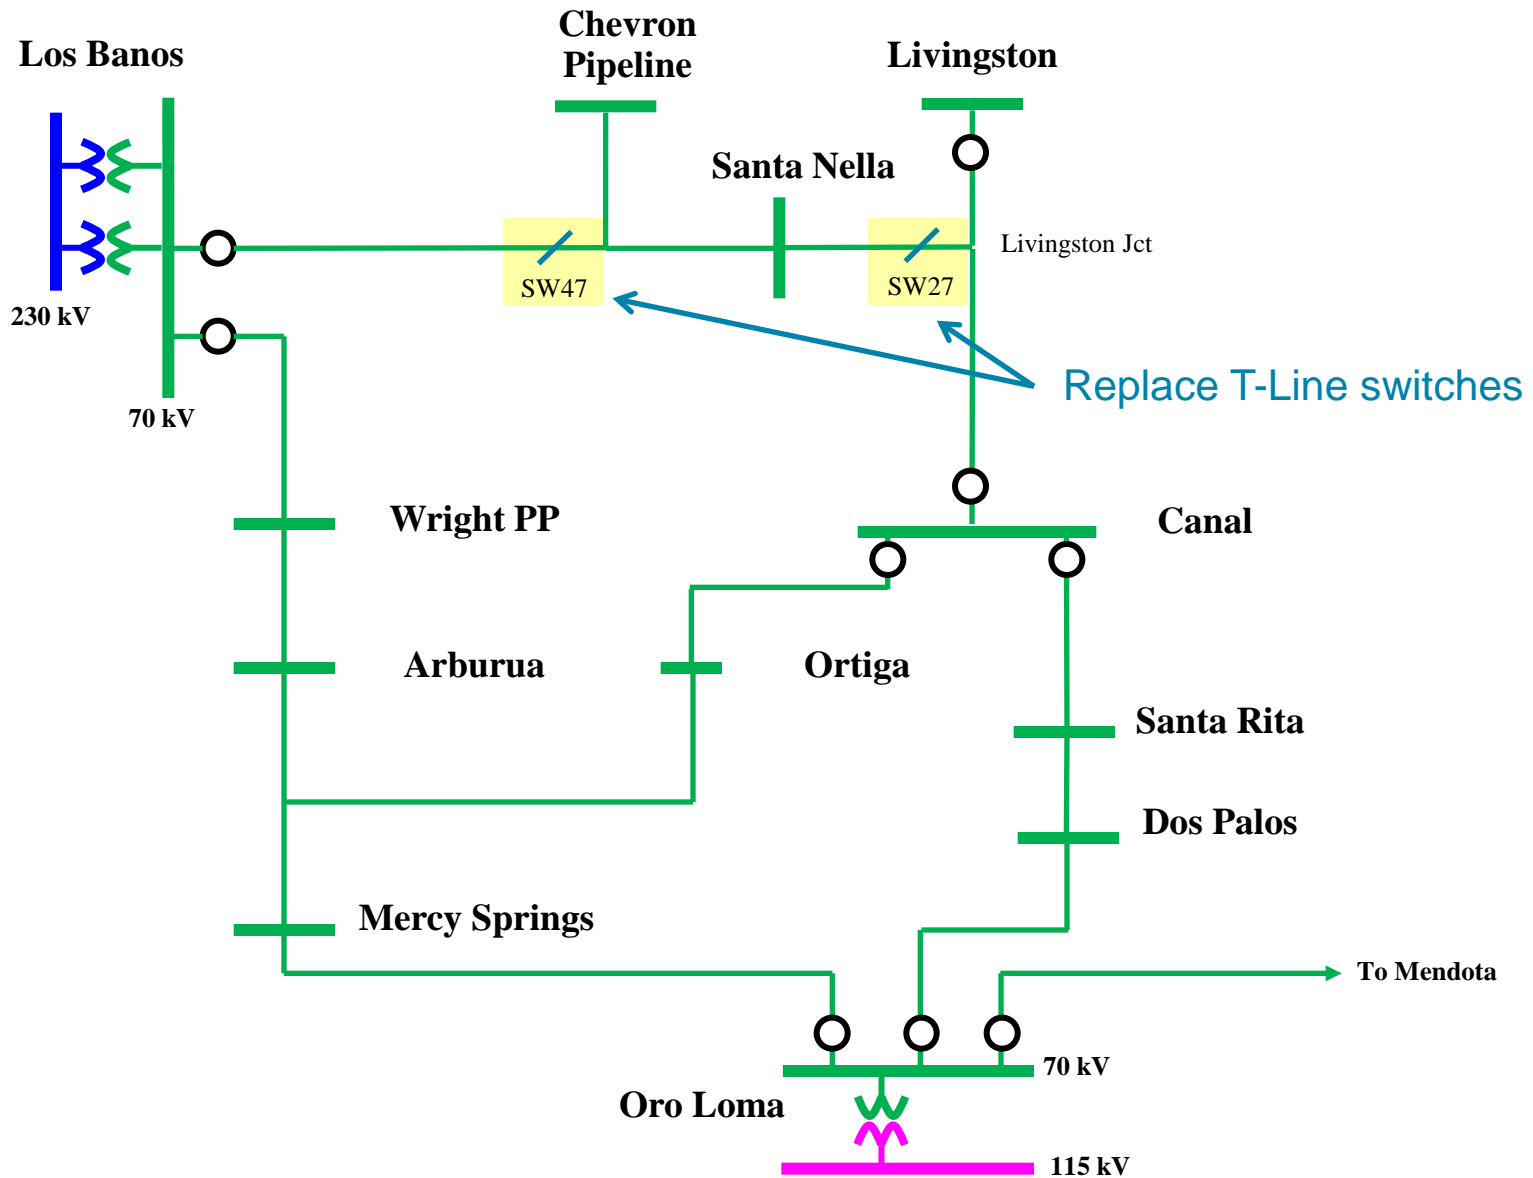 Chevron
Pipeline
Los Banos
Livingston
Santa Nella
Livingston Jct
SW47
SW27
230 kV
Replace T-Line switches
70 kV
Wright PP
Canal
Arburua
Ortiga
Santa Rita
Dos Palos
Mercy Springs
To Mendota
70 kV
Oro Loma
115 kV